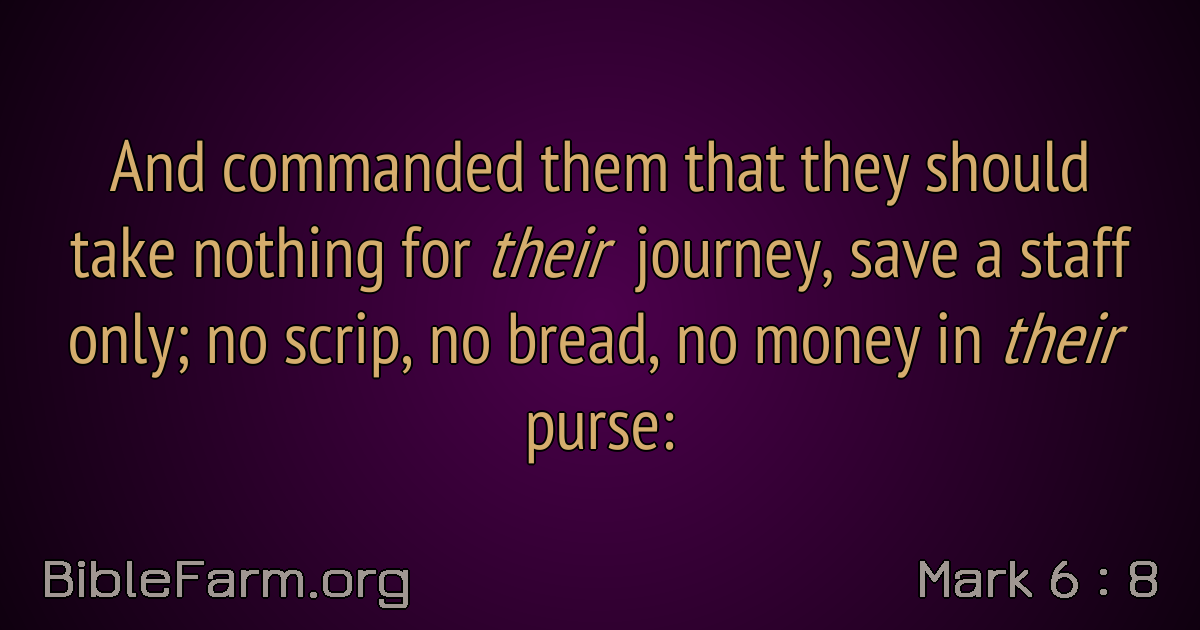 And commanded them that they should
take nothing for their journey, save a staff
only; no scrip, no bread, no money in their
purse:
BibleFarm.org
Mark 6 : 8